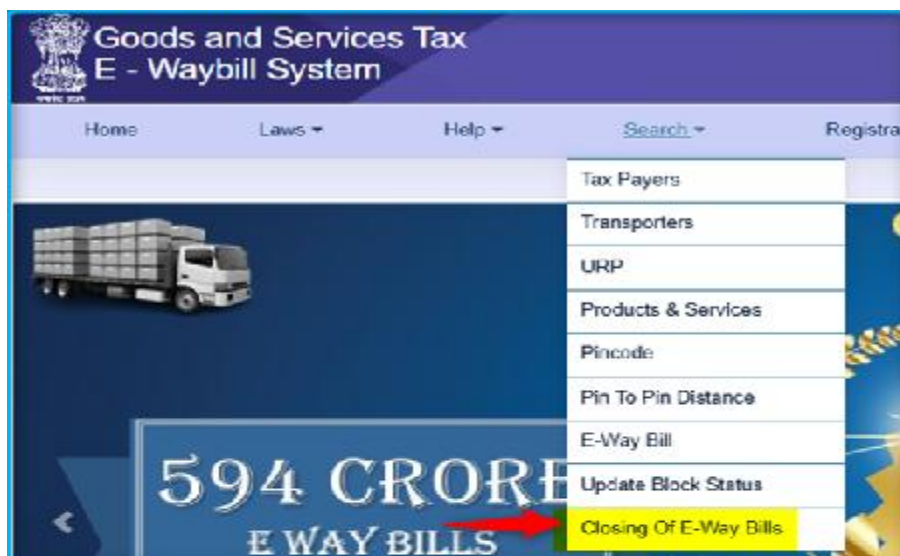 Goods and Services Tax
E - Waybill System
Home Laws Help Search Registra
Tax Payers
Transporters
URP
Products & Services
Pincode
Pin To Pin Distance
E-Way Bill
Update Block Status
Closing Of E-Way Bills
594 CRORE
E WAY BILLS